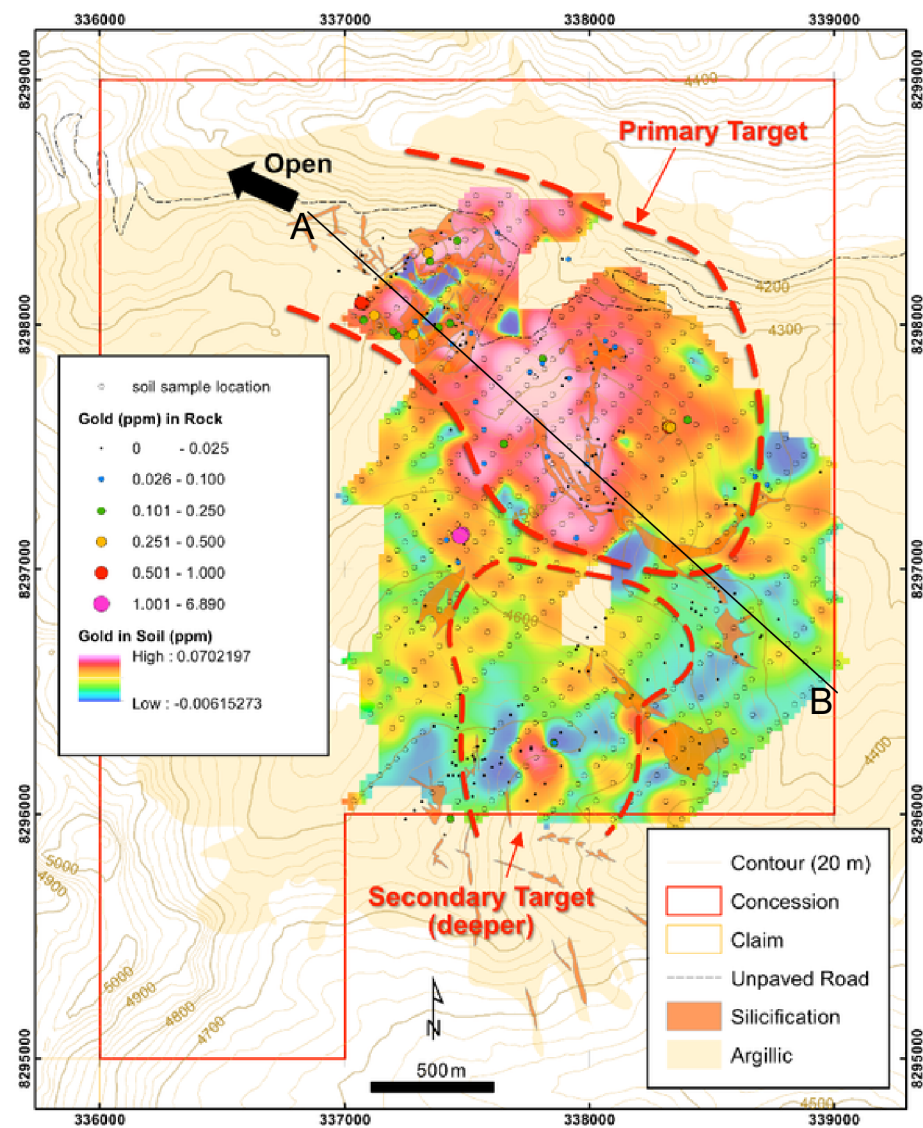 336000 337000 338000 339000
8299000
8299000
4400
Primary Target
Open
A
4200
4300
8298000
8298000
soil sample location
Gold (ppm) in Rock
0 - 0.025
0.026 - 0.100
0.101 - 0.250
0.251 - 0.500
0.501 - 1.000
1.001 - 6.890
Gold in Soil (ppm)
High : 0.0702197
Low : -0.00615273
8297000
8297000
4600
B
4400
8296000
8296000
5000
4900
Secondary Target
(deeper)
5000
4900
4800
4700
N
500m
Contour (20 m)
Concession
Claim
Unpaved Road
Silicification
Argillic
8295000
8295000
4500
336000 337000 338000 339000